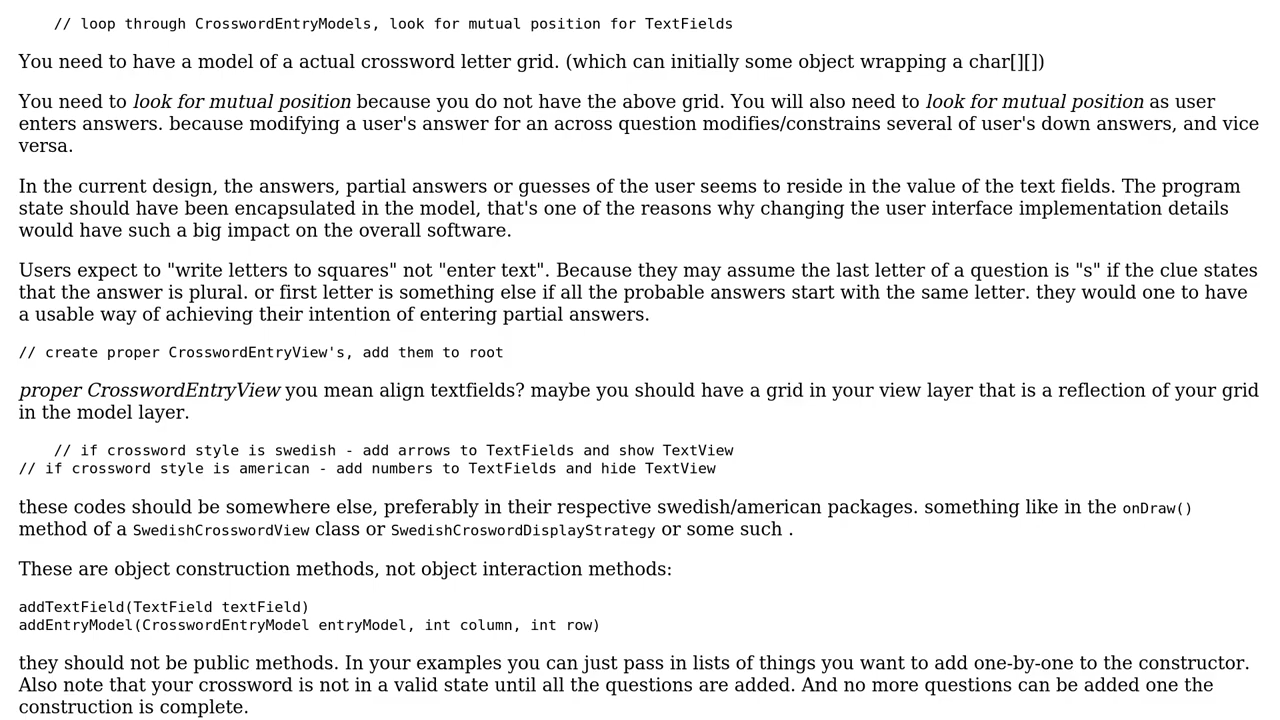 // loop through CrosswordEntryModels, look for mutual position for TextFields
You need to have a model of a actual crossword letter grid. (which can initially some object wrapping a char[][])
You need to look for mutual position because you do not have the above grid. You will also need to look for mutual position as user
enters answers. because modifying a user's answer for an across question modifies/constrains several of user's down answers, and vice
versa.
In the current design, the answers, partial answers or guesses of the user seems to reside in the value of the text fields. The program
state should have been encapsulated in the model, that's one of the reasons why changing the user interface implementation details
would have such a big impact on the overall software.
Users expect to "write letters to squares" not "enter text". Because they may assume the last letter of a question is "s" if the clue states
that the answer is plural. or first letter is something else if all the probable answers start with the same letter. they would one to have
a usable way of achieving their intention of entering partial answers.
// create proper CrosswordEntryView's, add them to root
proper CrosswordEntryView you mean align textfields? maybe you should have a grid in your view layer that is a reflection of your grid
in the model layer.
// if crossword style is swedish - add arrows to TextFields and show TextView
// if crossword style is american - add numbers to TextFields and hide TextView
these codes should be somewhere else, preferably in their respective swedish/american packages. something like in the onDraw()
method of a SwedishCrosswordView class or SwedishCroswordDisplayStrategy or some such .
These are object construction methods, not object interaction methods:
addTextField(TextField textField)
addEntryModel(CrosswordEntryModel entryModel, int column, int row)
they should not be public methods. In your examples you can just pass in lists of things you want to add one-by-one to the constructor.
Also note that your crossword is not in a valid state until all the questions are added. And no more questions can be added one the
construction is complete.